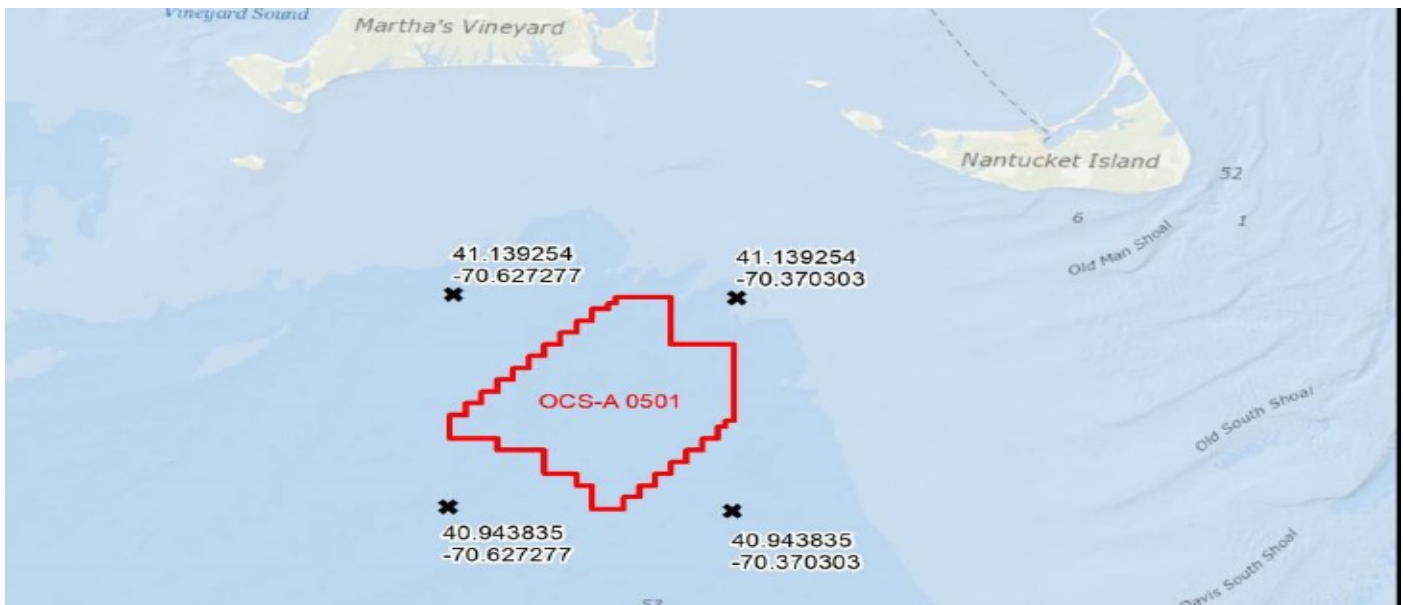 Vineyard Sound
Martha's Vineyard
Nantucket Island
52
6
1
Old Man Shoal
41.139254
-70.627277
41.139254
-70.370303
OCS-A 0501
Old South Shoal
40.943835
-70.627277
40.943835
-70.370303
Davis South Shoal
53